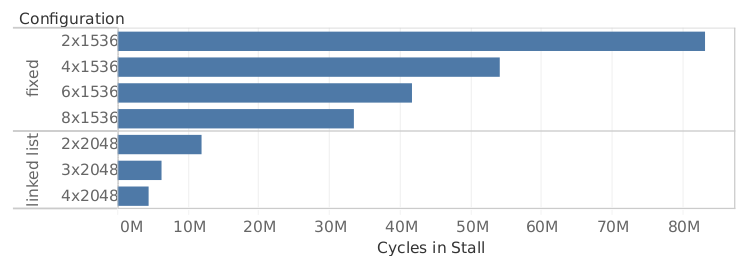 Configuration
fixed
2x1536
4x1536
6x1536
8x1536
linked list
2x2048
3x2048
4x2048
0M 10M 20M 30M 40M 50M 60M 70M 80M
Cycles in Stall